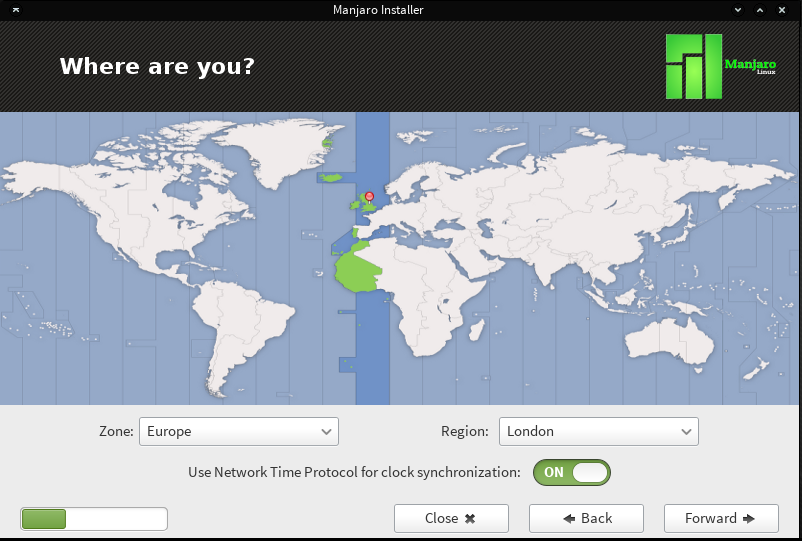 Manjaro Installer
Where are you?
Manjaro
Linux
Zone: Europe Region: London
Use Network Time Protocol for clock synchronization: ON
Close Back Forward